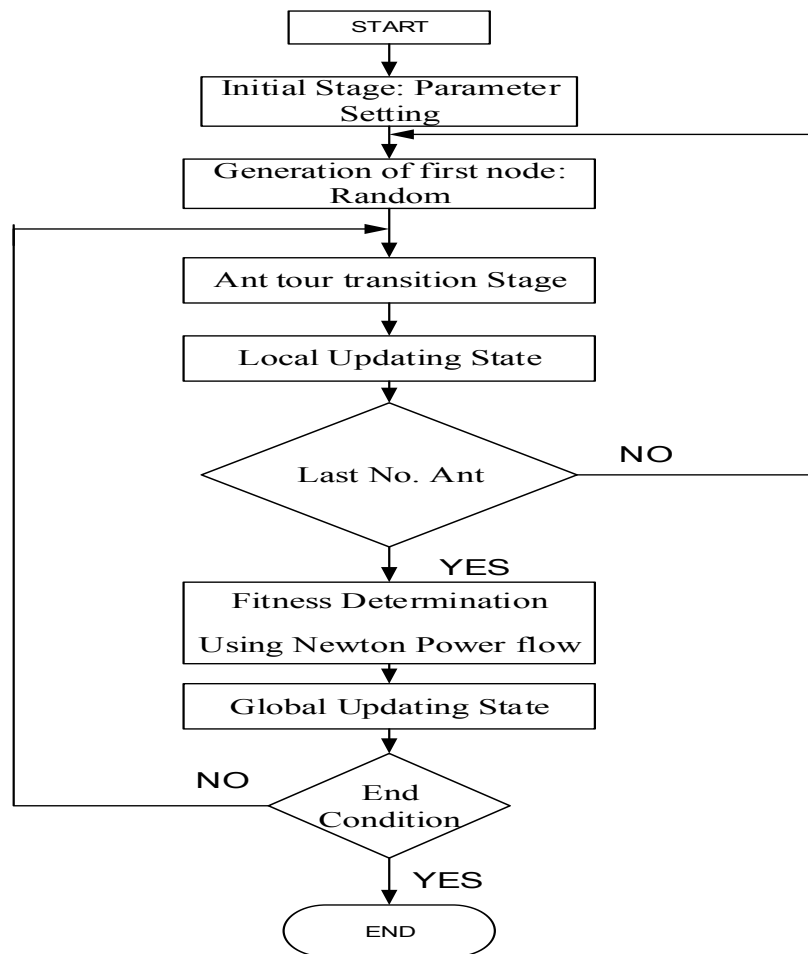 START
Initial Stage: Parameter
Setting
Generation of first node:
Random
Ant tour transition Stage
Local Updating State
Last No. Ant
NO
YES
Fitness Determination
Using Newton Power flow
Global Updating State
NO
End
Condition
YES
END